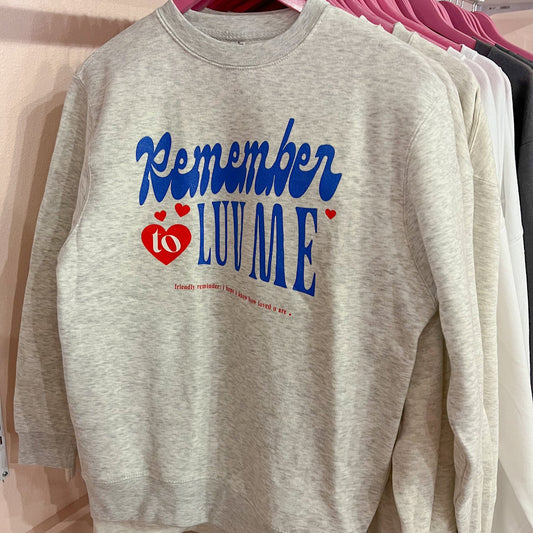 Remember
to LUV ME
friendly reminder: i hope u know how loved u are